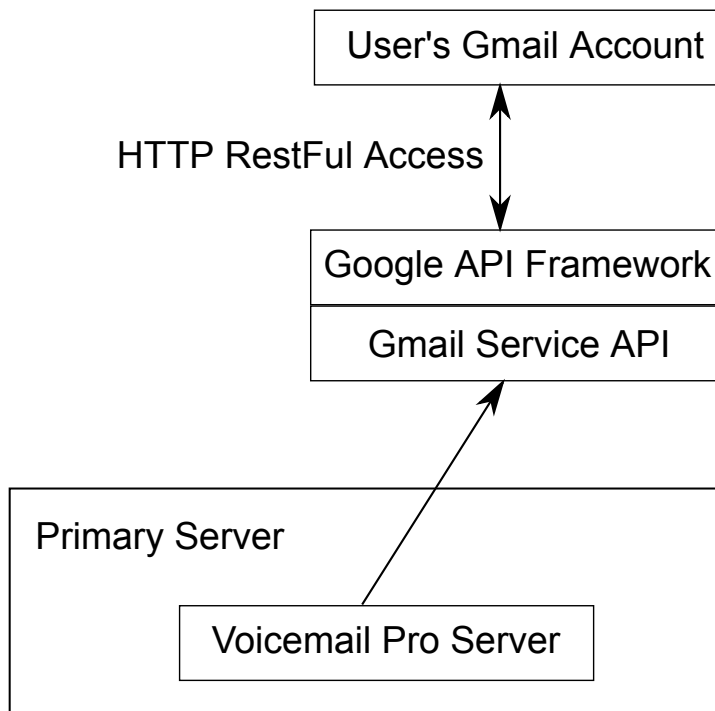 User's Gmail Account
HTTP RestFul Access
Google API Framework
Gmail Service API
Primary Server
Voicemail Pro Server